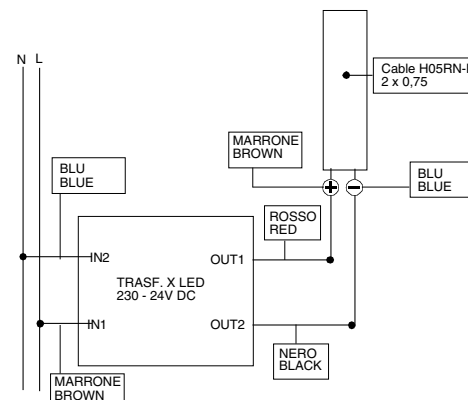 N L
Cable H05RN-
2 x 0,75
MARRONE
BROWN
BLU
BLUE
BLU
BLUE
+ −
ROSSO
RED
IN2
OUT1
TRASF. X LED
230 - 24V DC
IN1
OUT2
NERO
BLACK
MARRONE
BROWN